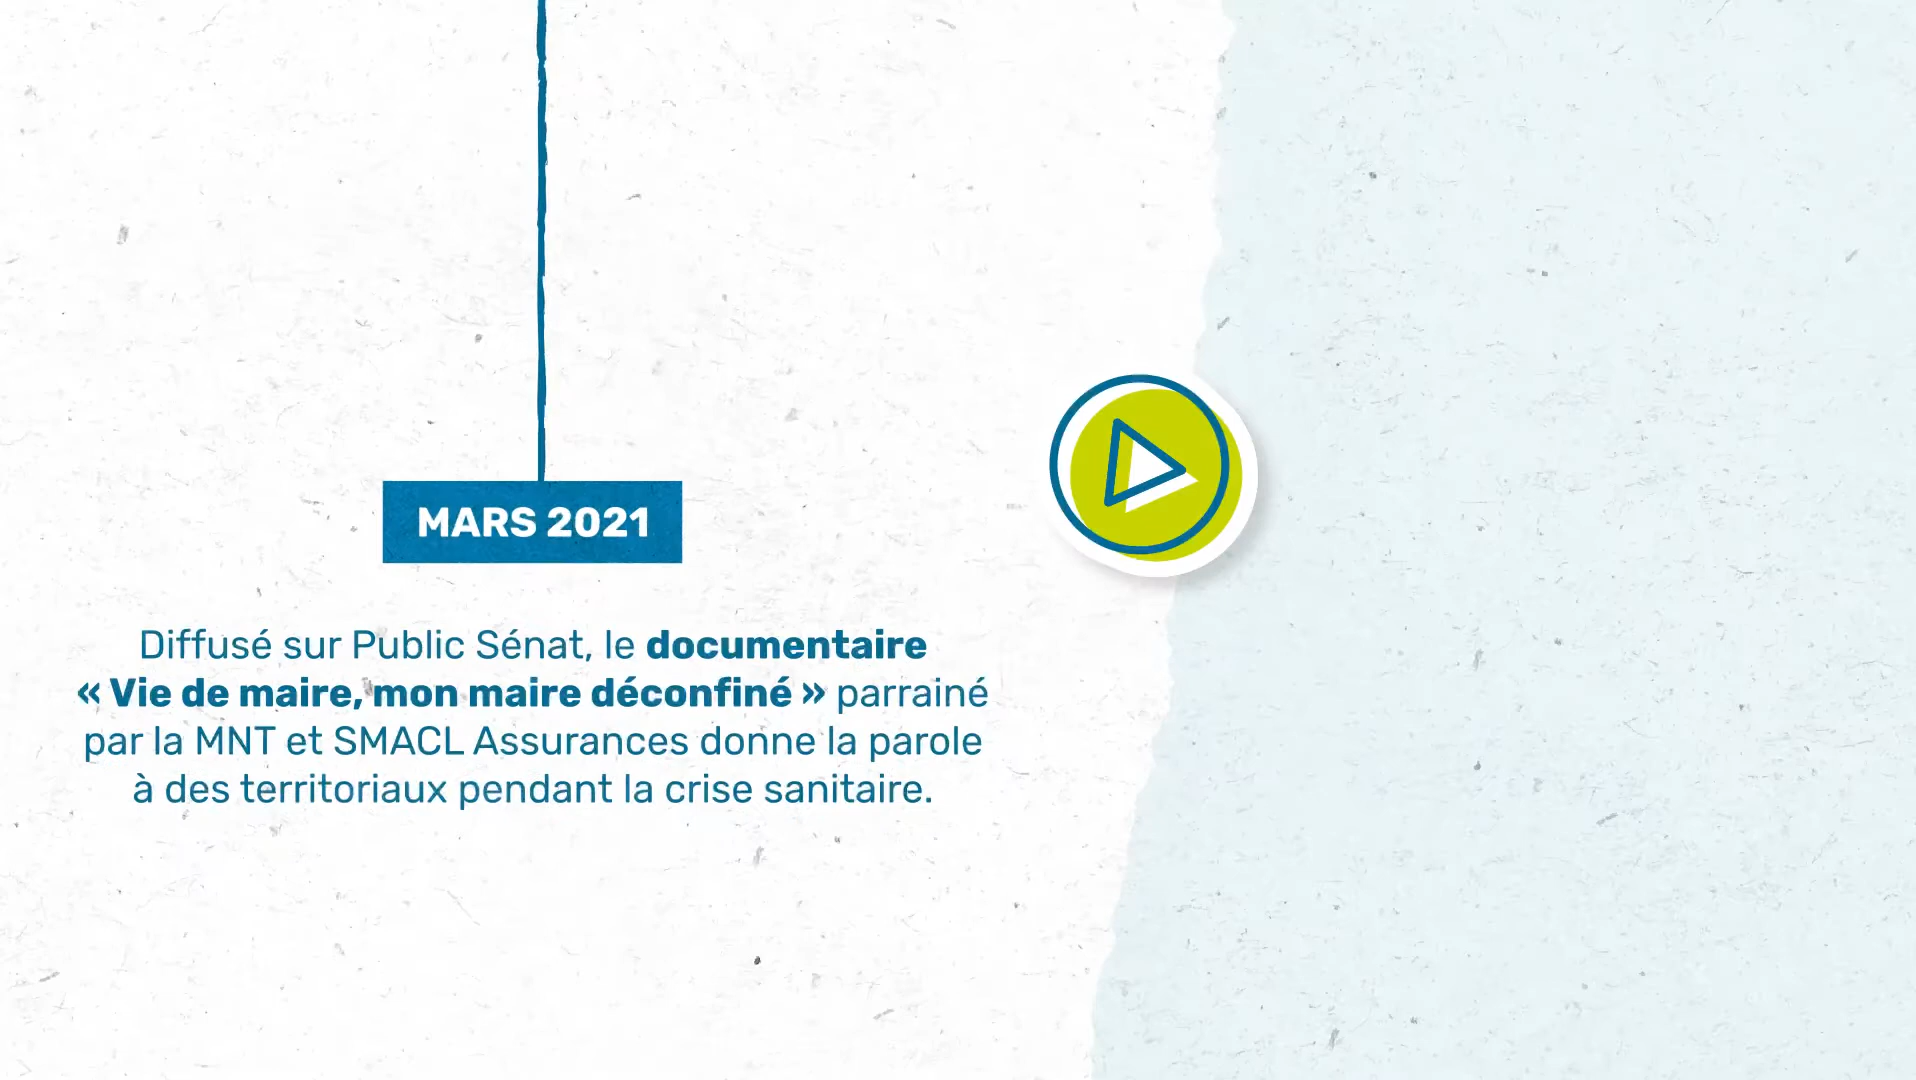 MARS 2021
Diffusé sur Public Sénat, le documentaire
« Vie de maire, mon maire déconfiné » parrainé
par la MNT et SMACL Assurances donne la parole
à des territoriaux pendant la crise sanitaire.